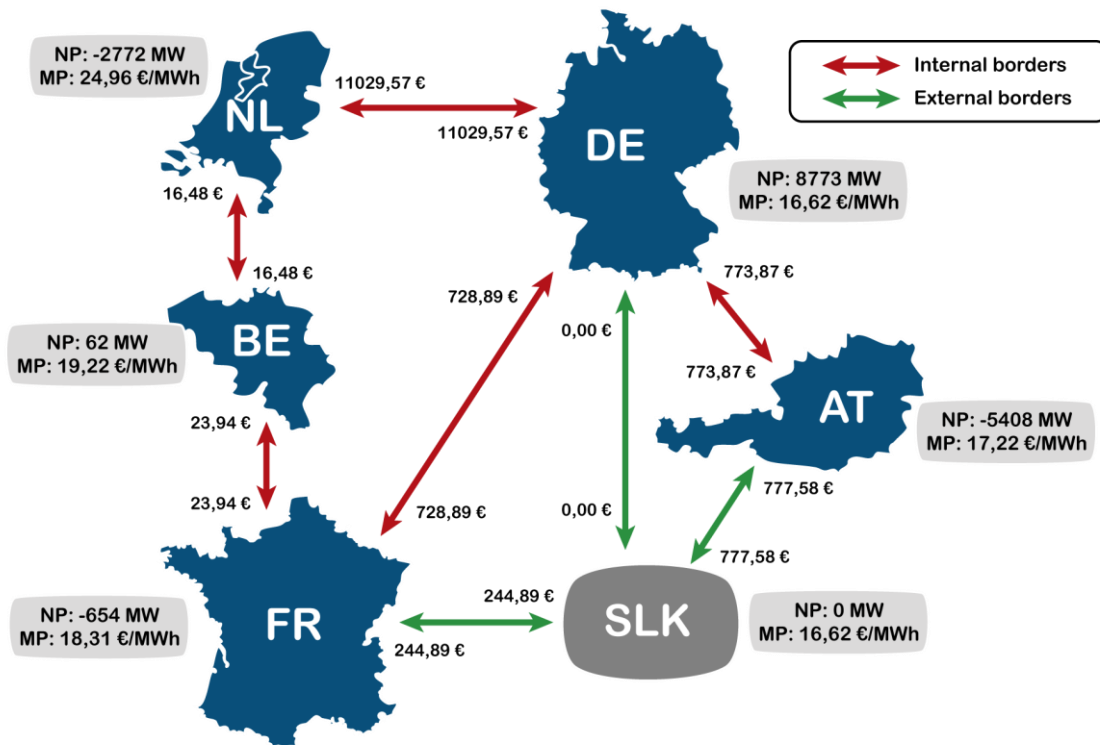 NP: -2772 MW
MP: 24,96 €/MWh
NL
11029,57 €
11029,57 €
DE
Internal borders
External borders
NP: 8773 MW
MP: 16,62 €/MWh
16,48 €
16,48 €
728,89 €
0,00 €
773,87 €
773,87 €
NP: 62 MW
MP: 19,22 €/MWh
BE
23,94 €
23,94 €
AT
NP: -5408 MW
MP: 17,22 €/MWh
777,58 €
777,58 €
728,89 €
0,00 €
NP: -654 MW
MP: 18,31 €/MWh
FR
244,89 €
244,89 €
SLK
NP: 0 MW
MP: 16,62 €/MWh